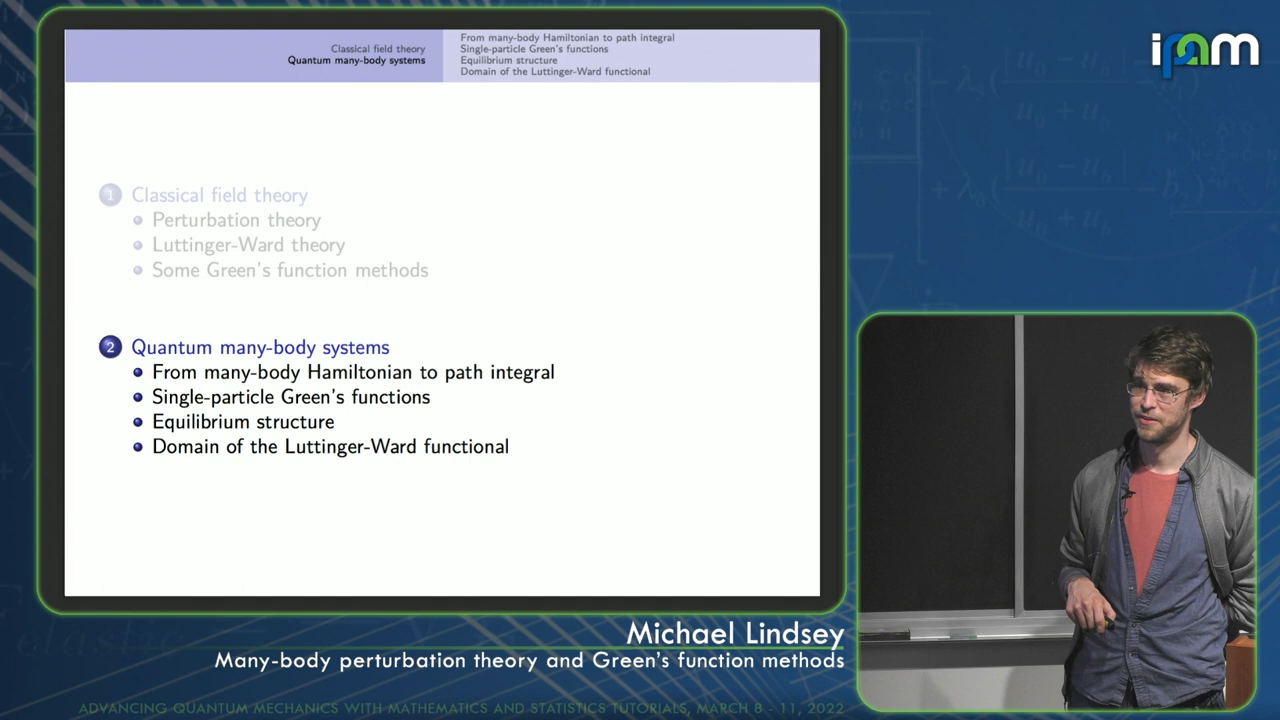 Classical field theory
Quantum many-body systems
From many-body Hamiltonian to path integral
Single-particle Green's functions
Equilibrium structure
Domain of the Luttinger-Ward functional
ipam
1 Classical field theory
Perturbation theory
Luttinger-Ward theory
Some Green's function methods
2 Quantum many-body systems
From many-body Hamiltonian to path integral
Single-particle Green's functions
Equilibrium structure
Domain of the Luttinger-Ward functional
Michael Lindsey
Many-body perturbation theory and Green's function methods
ADVANCING QUANTUM MECHANICS WITH MATHEMATICS AND STATISTICS TUTORIALS, MARCH 8 - 11, 2022